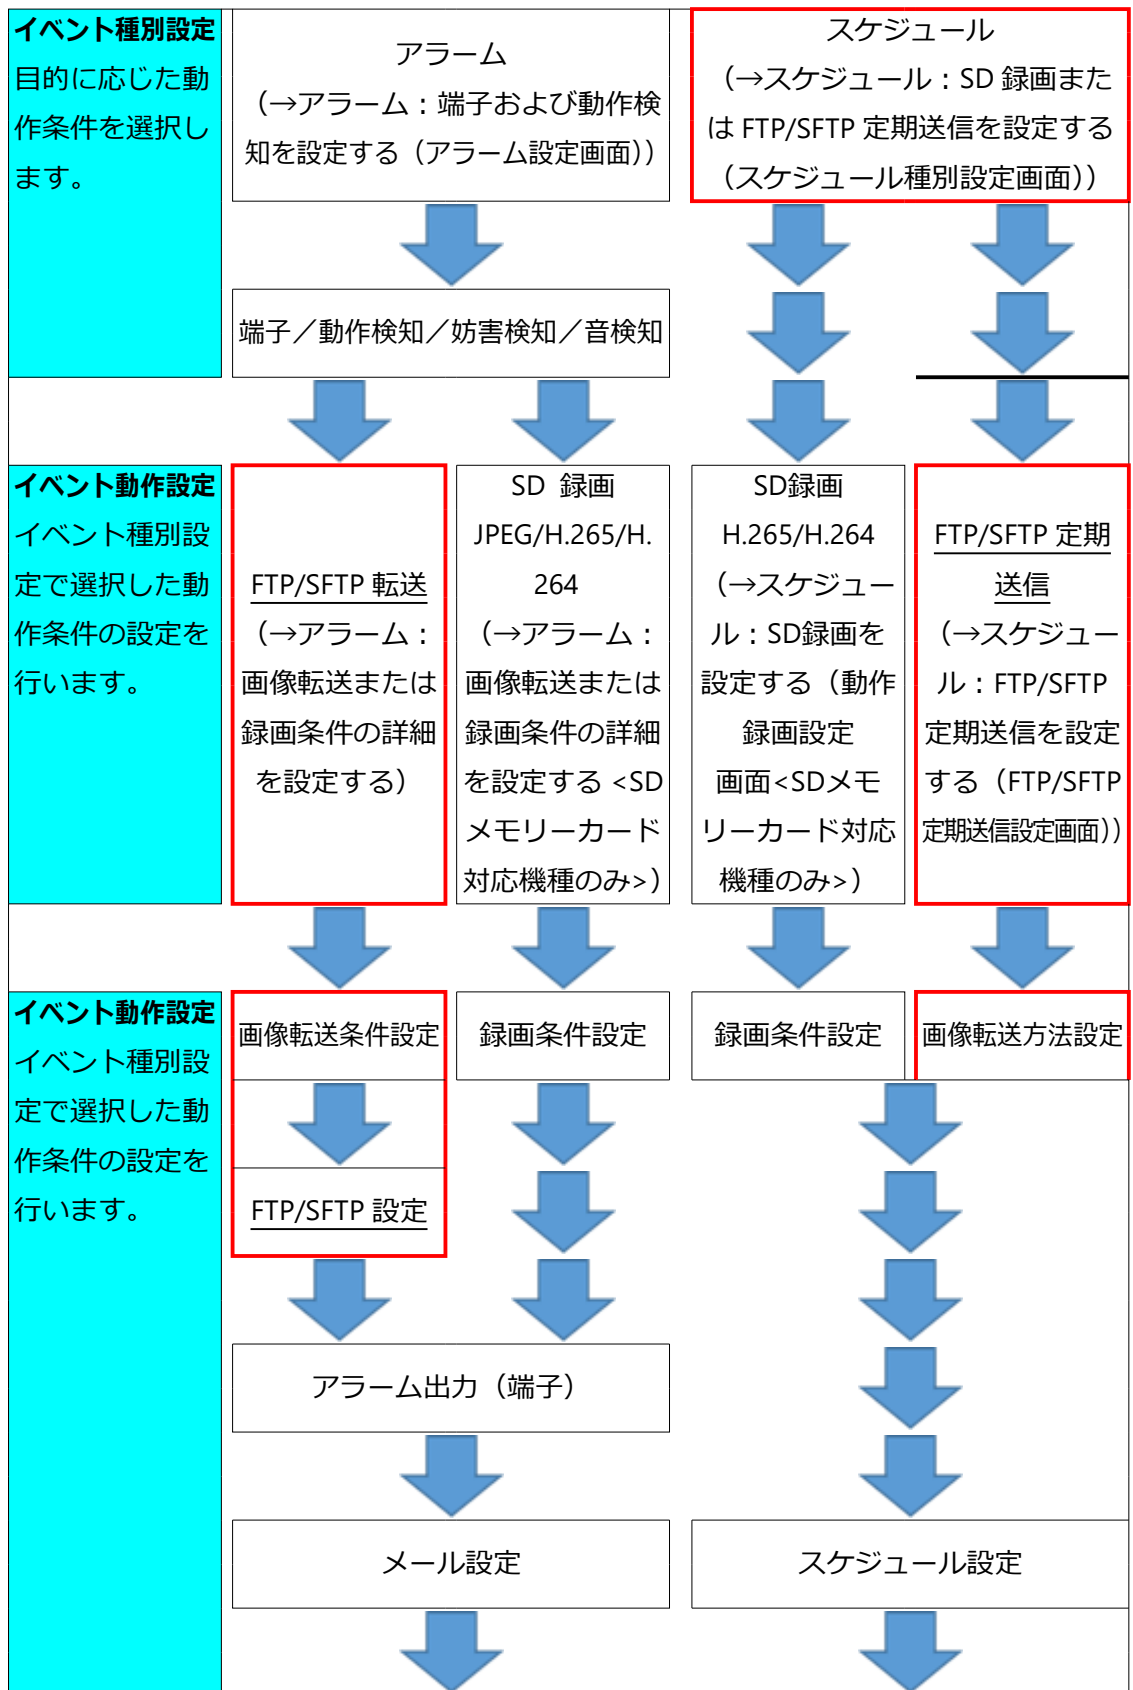 イベント種別設定
目的に応じた動
作条件を選択し
ます。
アラーム
（→アラーム：端子および動作検
知を設定する（アラーム設定画面））
スケジュール
（→スケジュール：SD 録画また
は FTP/SFTP 定期送信を設定する
（スケジュール種別設定画面））
端子／動作検知／妨害検知／音検知
イベント動作設定
イベント種別設
定で選択した動
作条件の設定を
行います。
FTP/SFTP 転送
（→アラーム：
画像転送または
録画条件の詳細
を設定する）
SD 録画
JPEG/H.265/H.
264
（→アラーム：
画像転送または
録画条件の詳細
を設定する <SD
メモリーカード
対応機種のみ>）
SD録画
H.265/H.264
（→スケジュー
ル：SD録画を
設定する（動作
録画設定
画面<SDメモ
リーカード対応
機種のみ>）
FTP/SFTP 定期
送信
（→スケジュー
ル：FTP/SFTP
定期送信を設定
する（FTP/SFTP
定期送信設定画面））
イベント動作設定
イベント種別設
定で選択した動
作条件の設定を
行います。
画像転送条件設定
録画条件設定
録画条件設定
画像転送方法設定
FTP/SFTP 設定
アラーム出力（端子）
メール設定
スケジュール設定